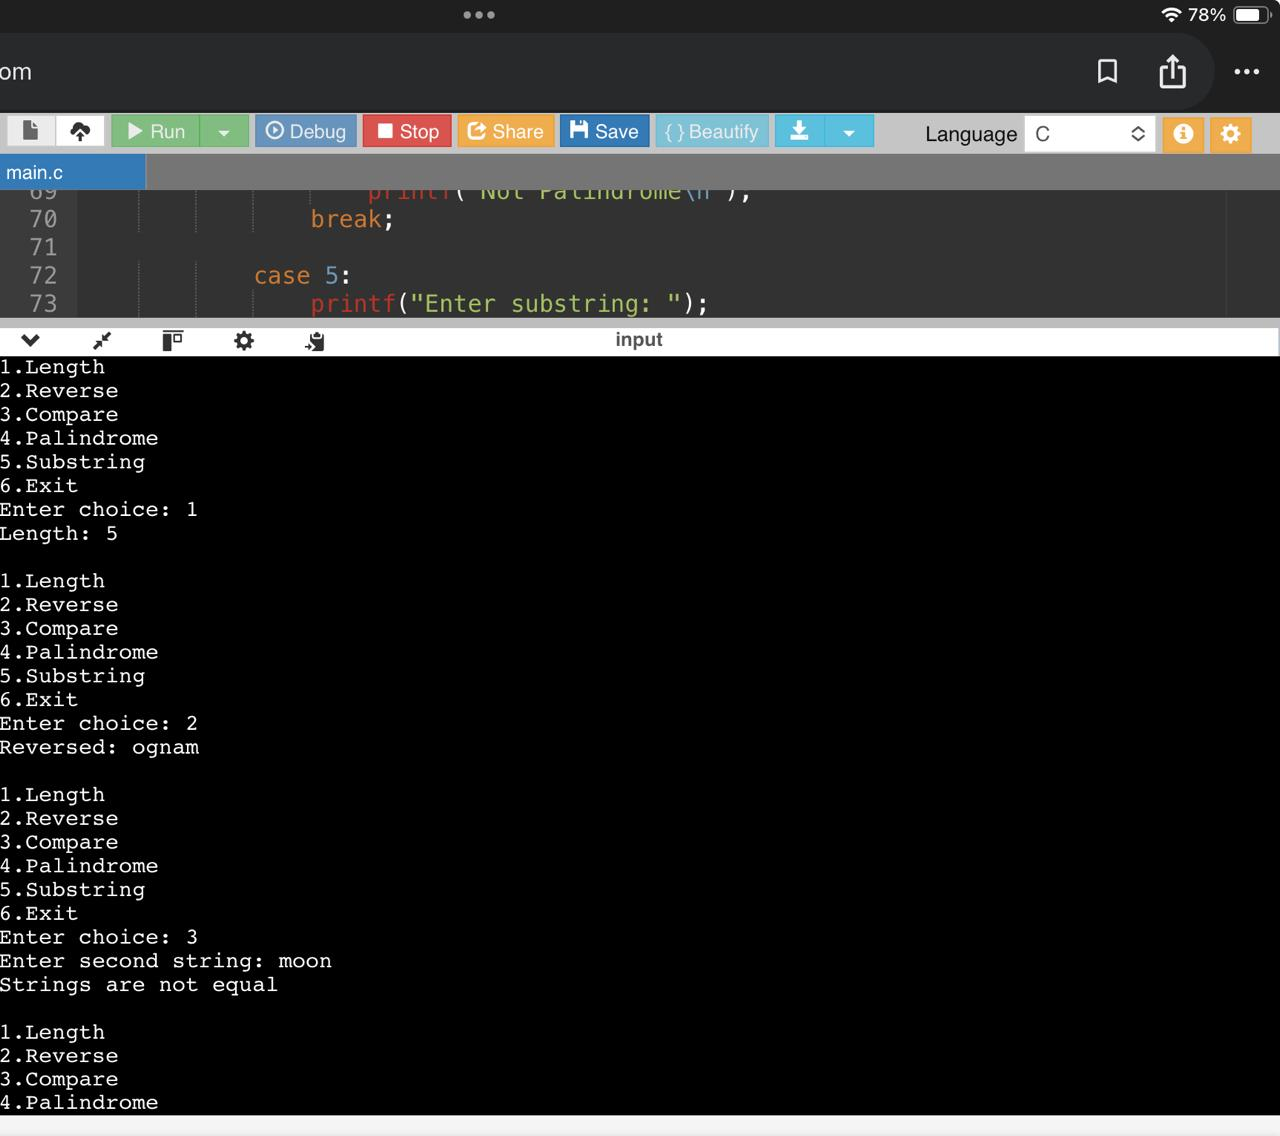 78%
om
Run
Debug
Stop
Share
Save
{ } Beautify
Language
C
main.c
69 printf("Not Palindrome\n");
70 break;
71
72 case 5:
73 printf("Enter substring: ");
input
1.Length
2.Reverse
3.Compare
4.Palindrome
5.Substring
6.Exit
Enter choice: 1
Length: 5
1.Length
2.Reverse
3.Compare
4.Palindrome
5.Substring
6.Exit
Enter choice: 2
Reversed: ognam
1.Length
2.Reverse
3.Compare
4.Palindrome
5.Substring
6.Exit
Enter choice: 3
Enter second string: moon
Strings are not equal
1.Length
2.Reverse
3.Compare
4.Palindrome